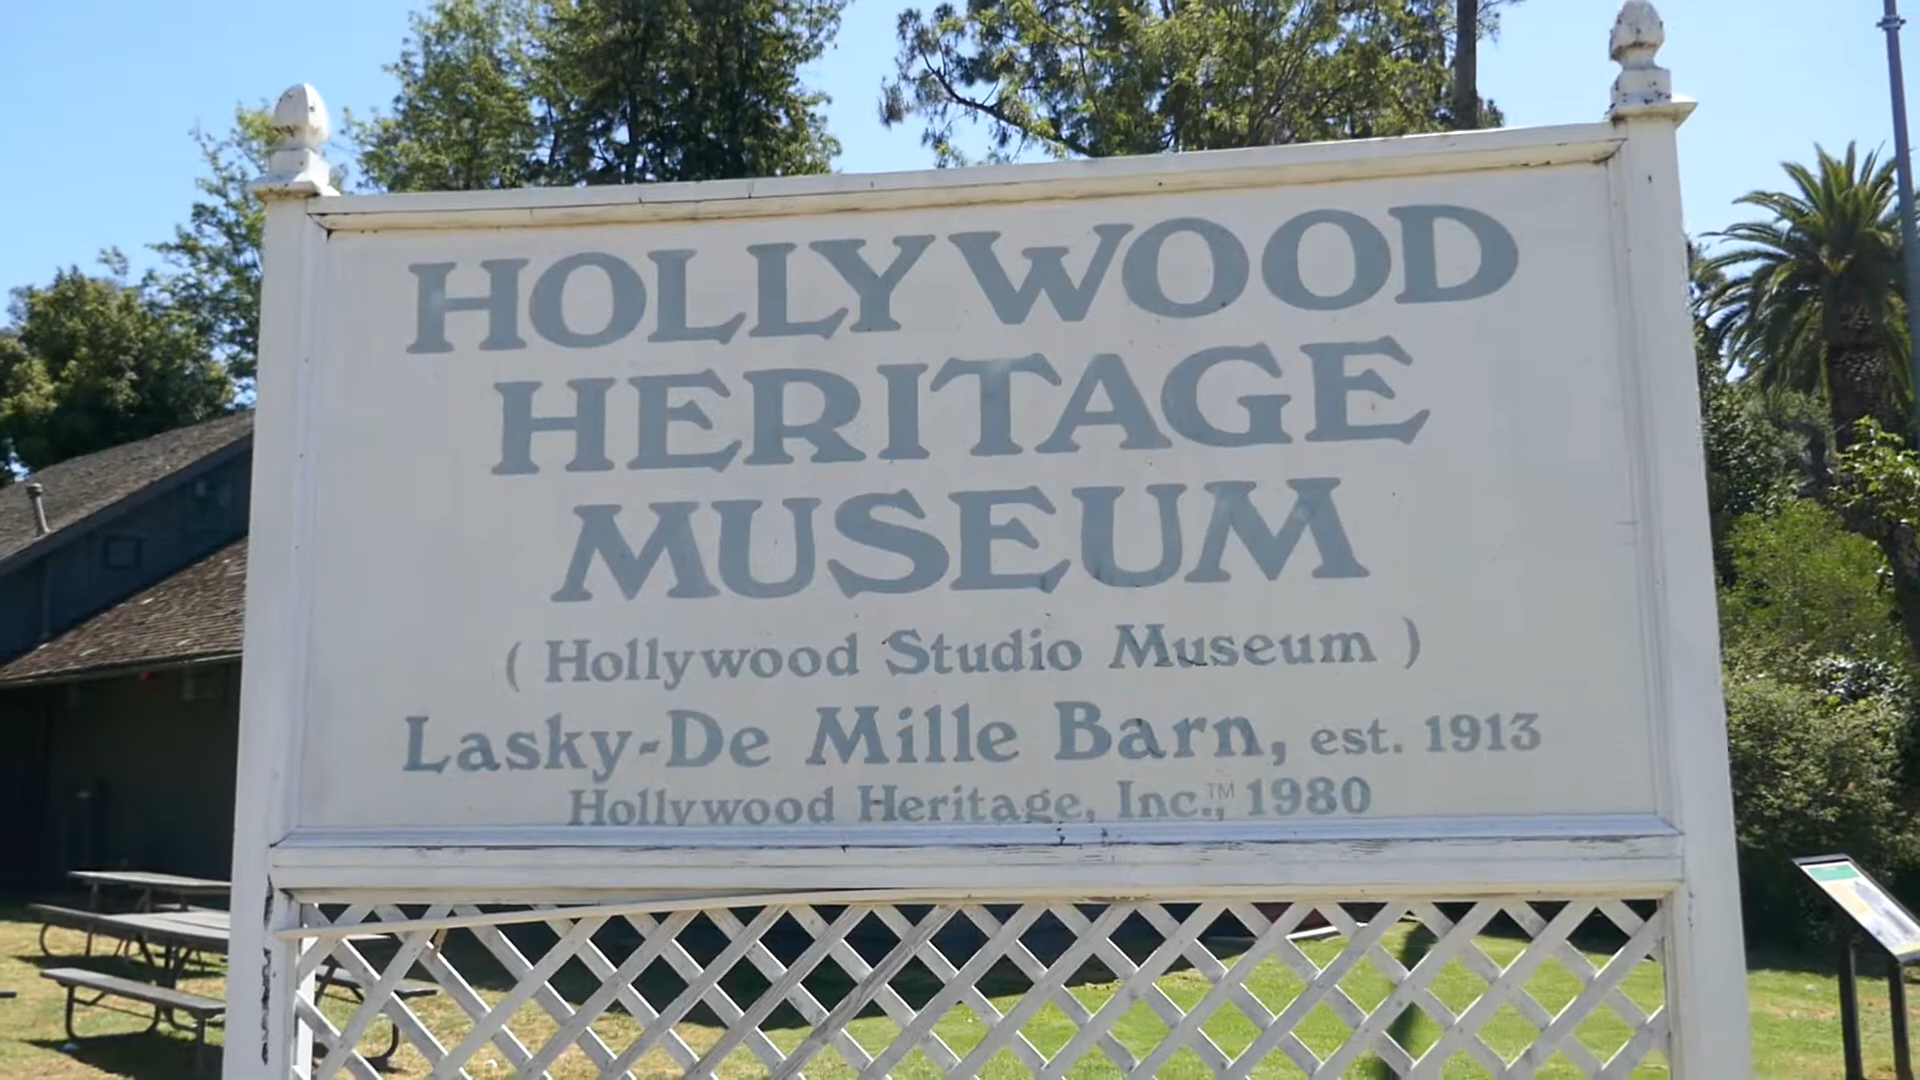 HOLLYWOOD
HERITAGE
MUSEUM
( Hollywood Studio Museum )
Lasky-De Mille Barn, est. 1913
Hollywood Heritage, Inc.,™ 1980